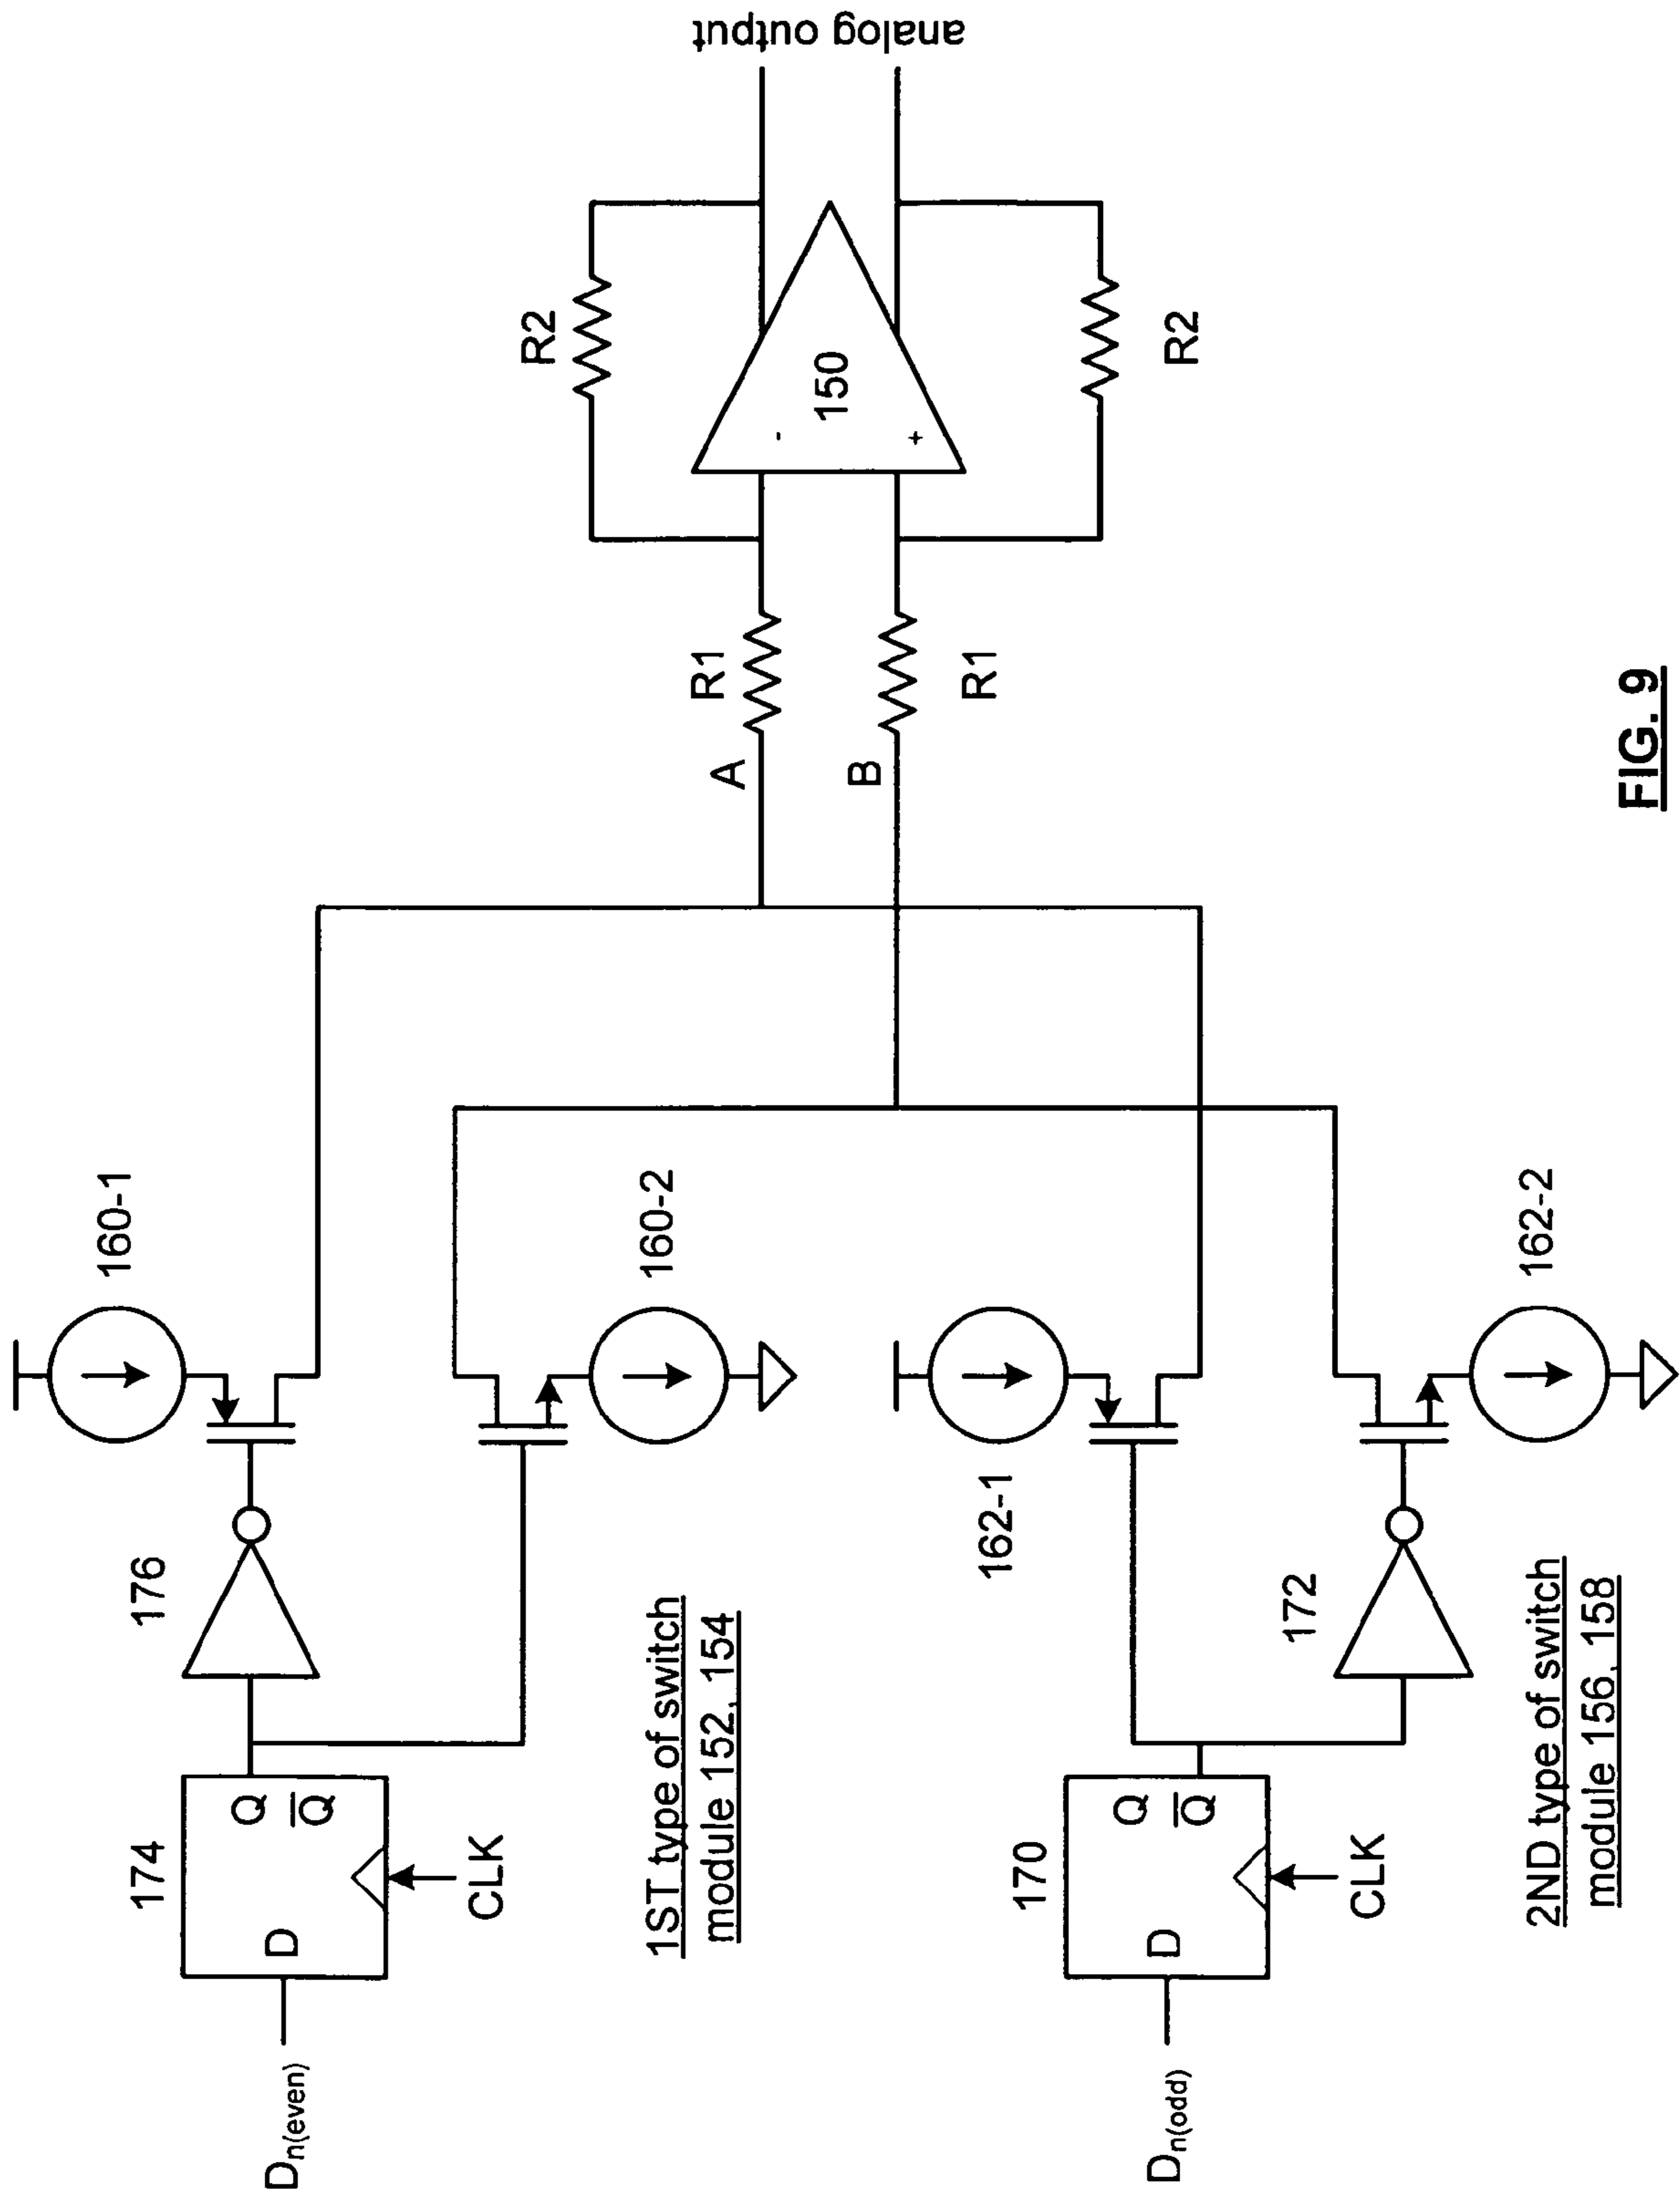 D_n(even)
174
D
Q
Q̅
CLK
176
160-1
160-2
1ST type of switch
module 152, 154
D_n(odd)
170
D
Q
Q̅
CLK
162-1
172
162-2
2ND type of switch
module 156, 158
A
B
R1
R1
R2
R2
-
+
150
analog output
FIG. 9